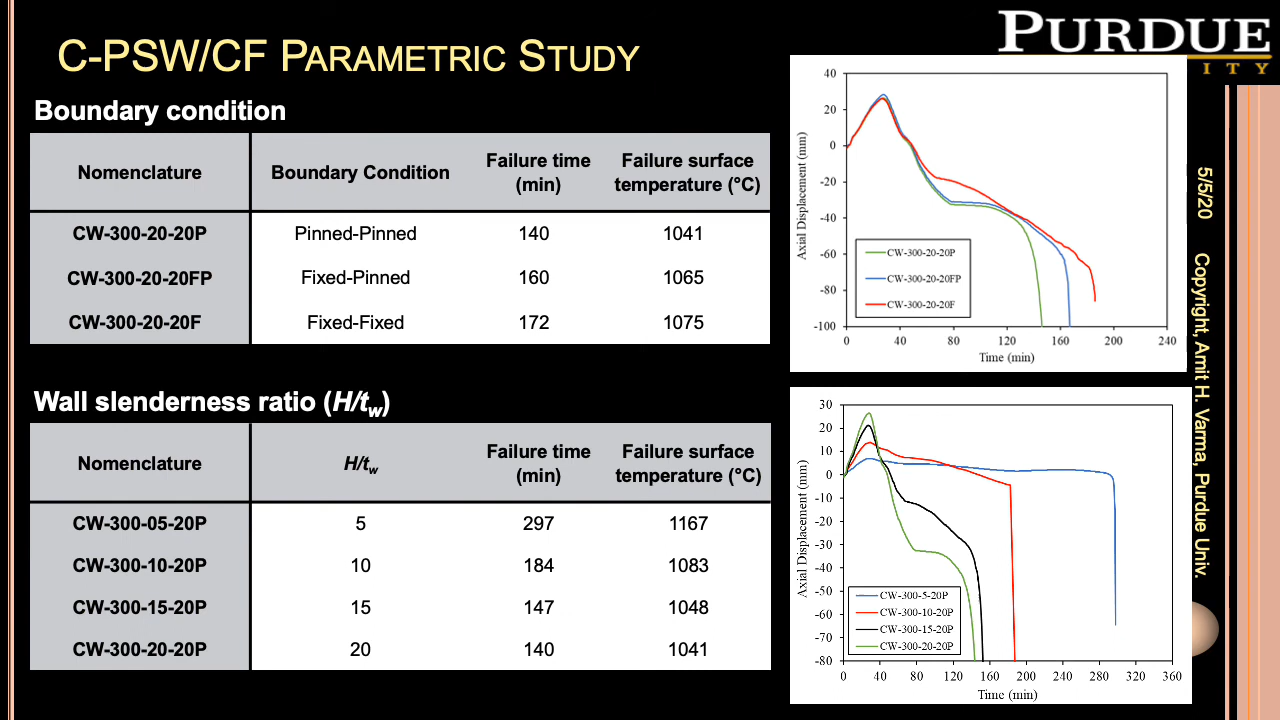 C-PSW/CF PARAMETRIC STUDY
PURDUE
ITY
Boundary condition
Nomenclature Boundary Condition Failure time (min) Failure surface temperature (°C)
CW-300-20-20P Pinned-Pinned 140 1041
CW-300-20-20FP Fixed-Pinned 160 1065
CW-300-20-20F Fixed-Fixed 172 1075
Wall slenderness ratio (H/tw)
Nomenclature H/tw Failure time (min) Failure surface temperature (°C)
CW-300-05-20P 5 297 1167
CW-300-10-20P 10 184 1083
CW-300-15-20P 15 147 1048
CW-300-20-20P 20 140 1041
Axial Displacement (mm)
40
20
0
-20
-40
-60
-80
-100
CW-300-20-20P
CW-300-20-20FP
CW-300-20-20F
0 40 80 120 160 200 240
Time (min)
Axial Displacement (mm)
30
20
10
0
-10
-20
-30
-40
-50
-60
-70
-80
CW-300-5-20P
CW-300-10-20P
CW-300-15-20P
CW-300-20-20P
0 40 80 120 160 200 240 280 320 360
Time (min)
5/5/20
Copyright, Amit H. Varma, Purdue Univ.